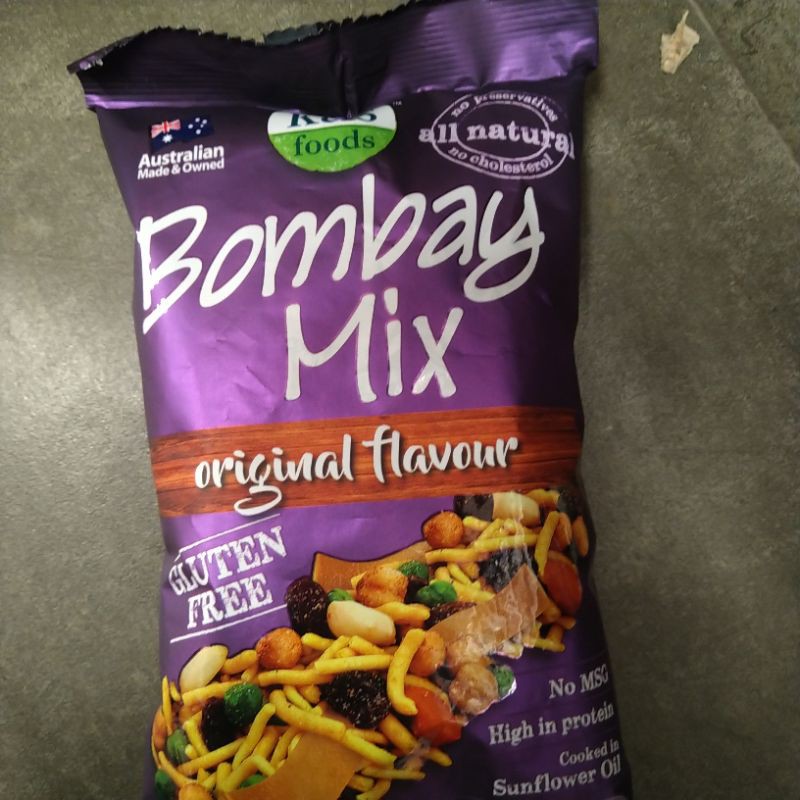 Australian
Made & Owned
foods
no preservatives
all natural
no cholesterol
Bombay
Mix
original flavour
GLUTEN
FREE
No MSG
High in protein
Cooked in
Sunflower Oil